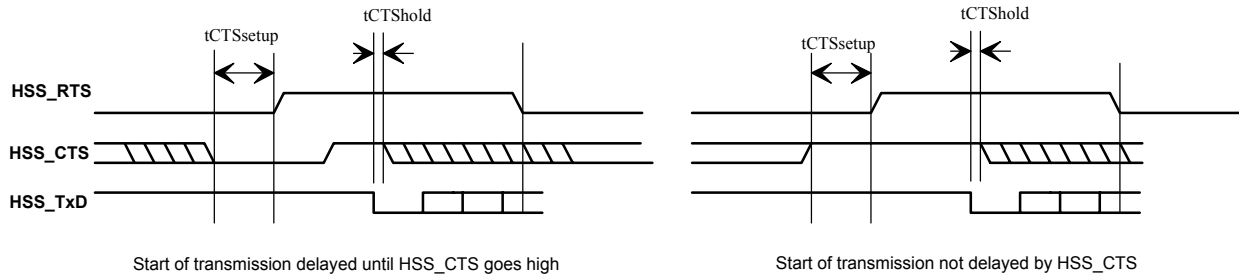 tCTShold
tCTSsetup
HSS_RTS
HSS_CTS
HSS_TxD
Start of transmission delayed until HSS_CTS goes high
tCTShold
tCTSsetup
Start of transmission not delayed by HSS_CTS